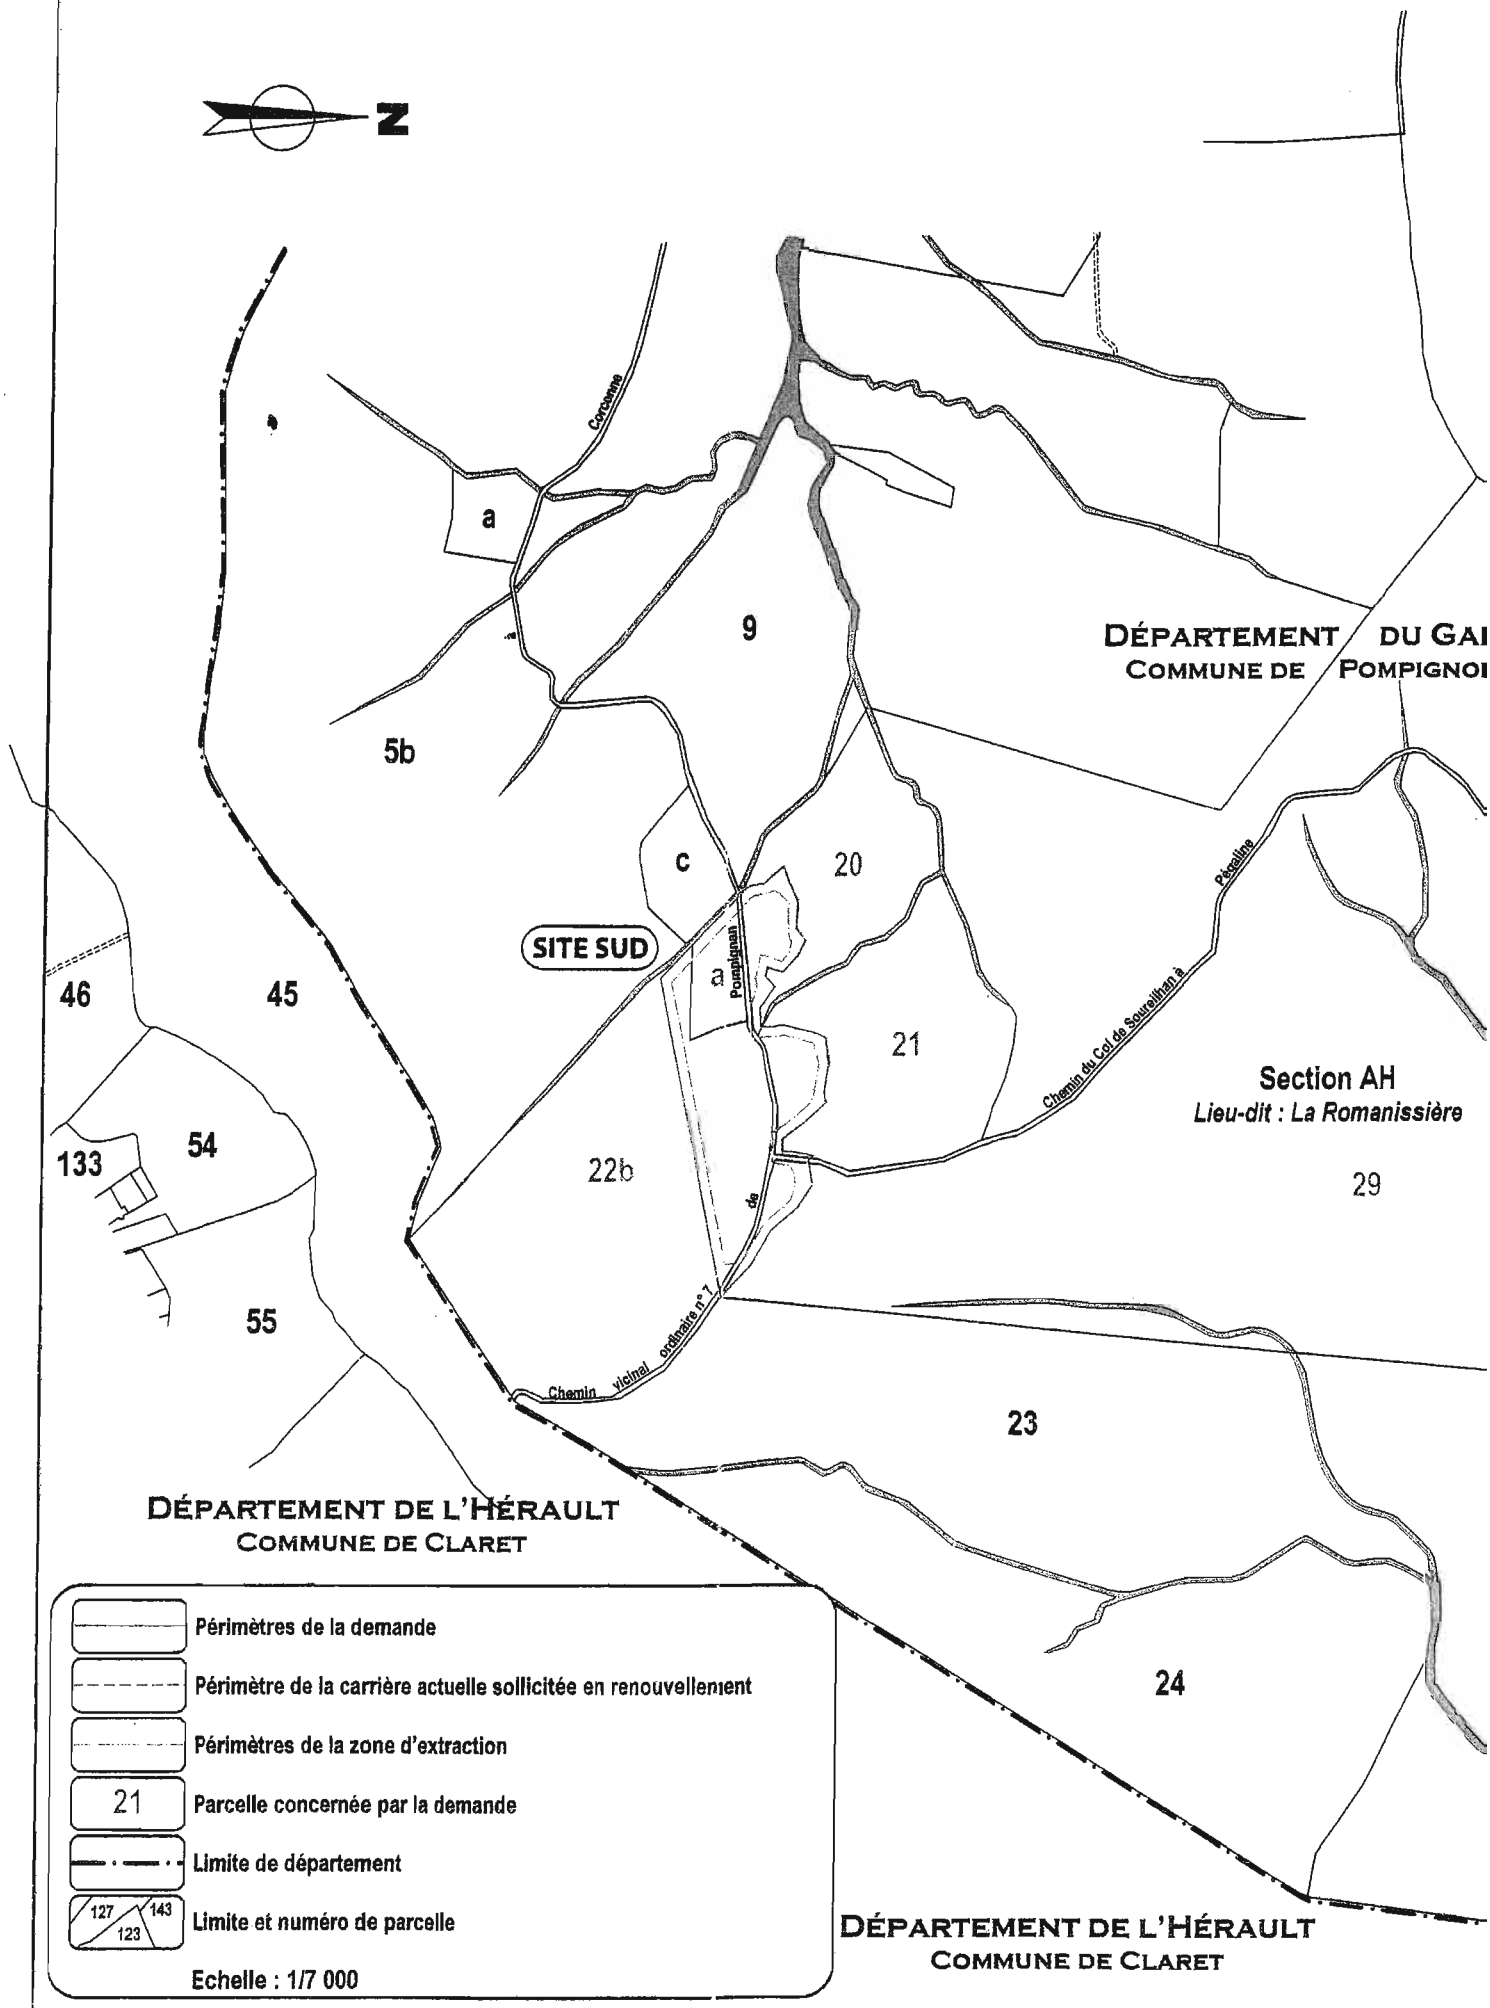 N
Corconne
a
9
DÉPARTEMENT DU GA
COMMUNE DE POMPIGNO
5b
c
20
Pégaline
SITE SUD
a
Pompignan
46
45
21
Chemin du Col de Soureilhan à
Section AH
Lieu-dit : La Romanissière
133
54
22b
29
de
55
Chemin vicinal ordinaire n° 7
23
DÉPARTEMENT DE L'HÉRAULT
COMMUNE DE CLARET
24
Périmètres de la demande
Périmètre de la carrière actuelle sollicitée en renouvellement
Périmètres de la zone d'extraction
21 Parcelle concernée par la demande
Limite de département
127 143
123
Limite et numéro de parcelle
Echelle : 1/7 000
DÉPARTEMENT DE L'HÉRAULT
COMMUNE DE CLARET